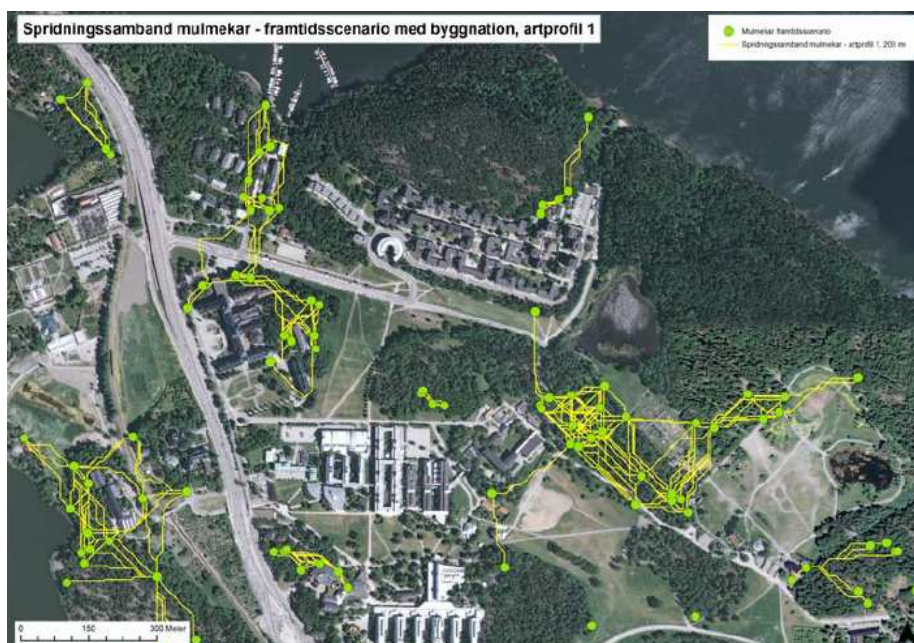 Spridningssamband mulmekar - framtidsscenario med byggnation, artprofil 1
Mulmekar framtidsscenario
Spridningssamband mulmekar - artprofil 1, 200 m
0 150 300 Meter